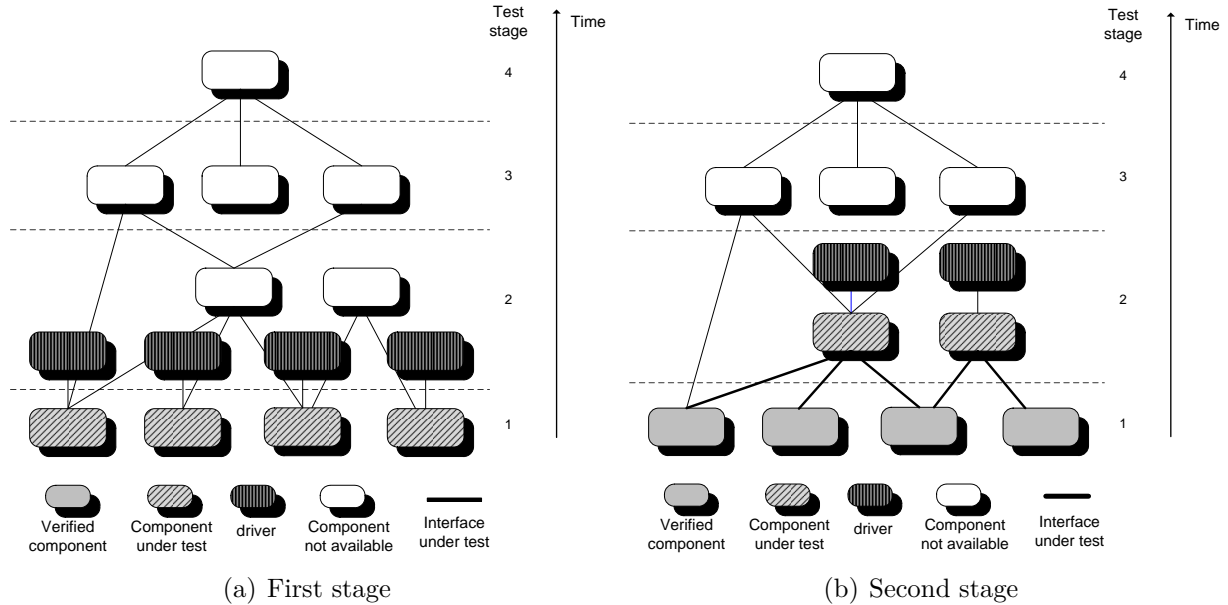 Test
stage
Time
4
3
2
1
Verified
component
Component
under test
driver
Component
not available
Interface
under test
(a) First stage
Test
stage
Time
4
3
2
1
Verified
component
Component
under test
driver
Component
not available
Interface
under test
(b) Second stage